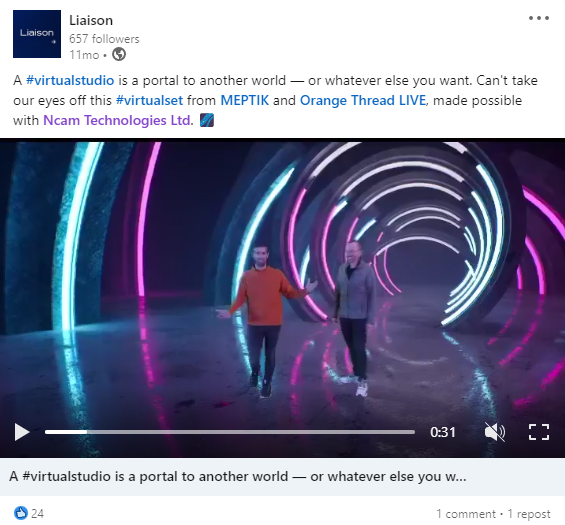 Liaison
Liaison
657 followers
11mo •
A #virtualstudio is a portal to another world — or whatever else you want. Can't take
our eyes off this #virtualset from MEPTIK and Orange Thread LIVE, made possible
with Ncam Technologies Ltd.
0:31
A #virtualstudio is a portal to another world — or whatever else you w...
24
1 comment • 1 repost